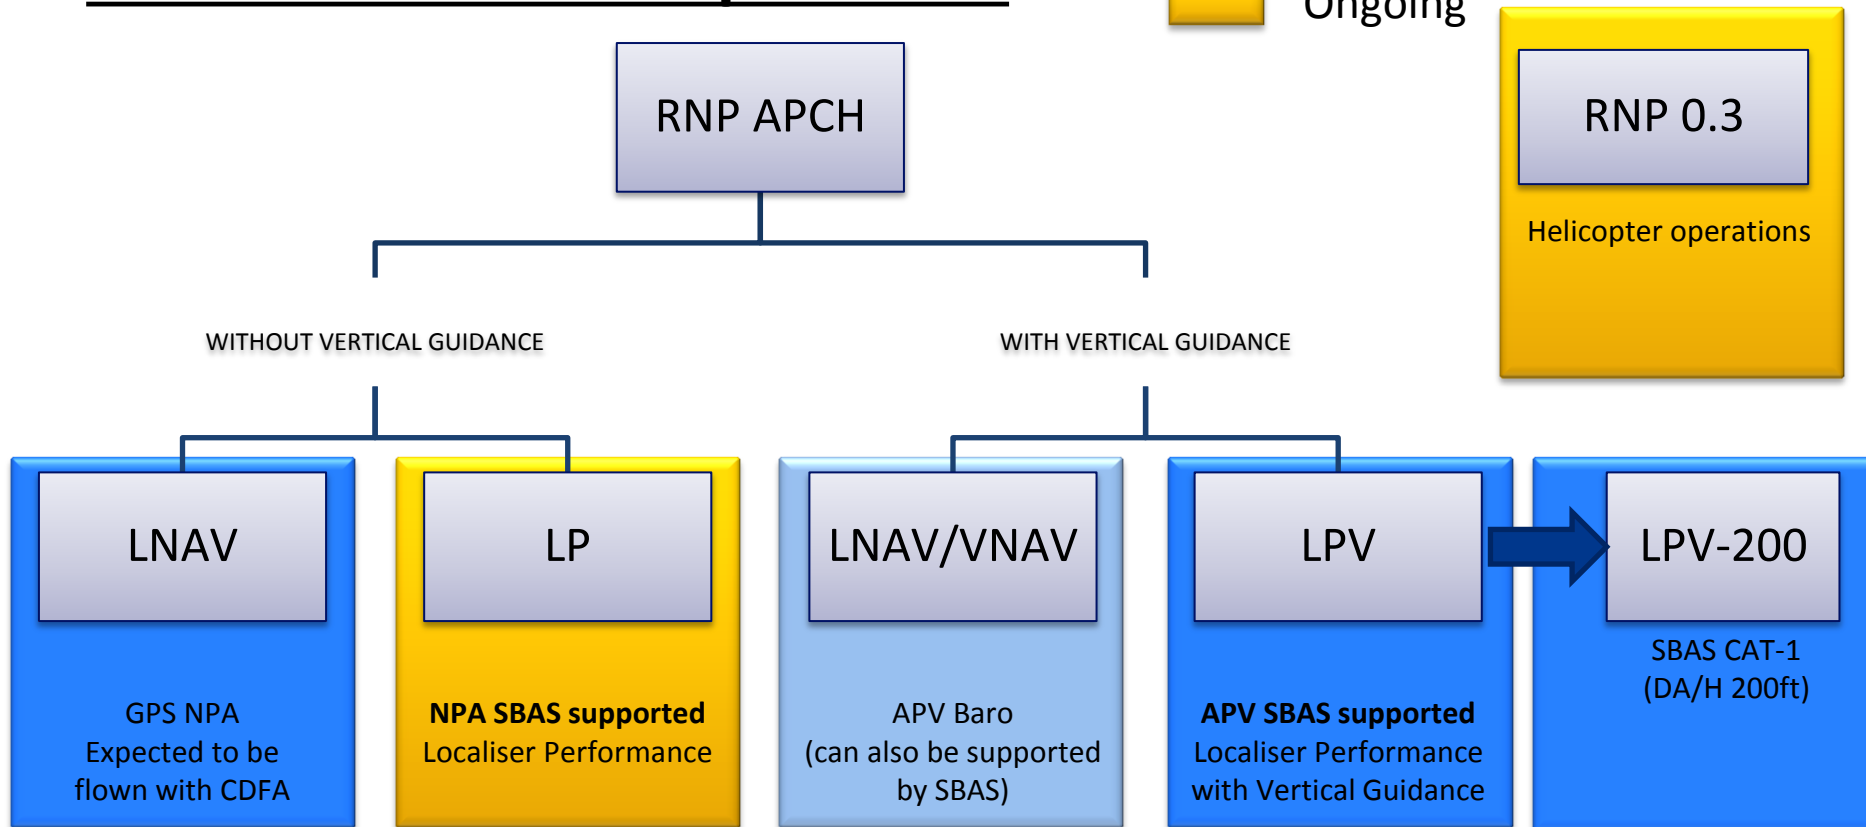 Ongoing
RNP APCH
RNP 0.3
Helicopter operations
WITHOUT VERTICAL GUIDANCE
WITH VERTICAL GUIDANCE
LNAV
GPS NPA
Expected to be
flown with CDFA
LP
NPA SBAS supported
Localiser Performance
LNAV/VNAV
APV Baro
(can also be supported
by SBAS)
LPV
APV SBAS supported
Localiser Performance
with Vertical Guidance
LPV-200
SBAS CAT-1
(DA/H 200ft)